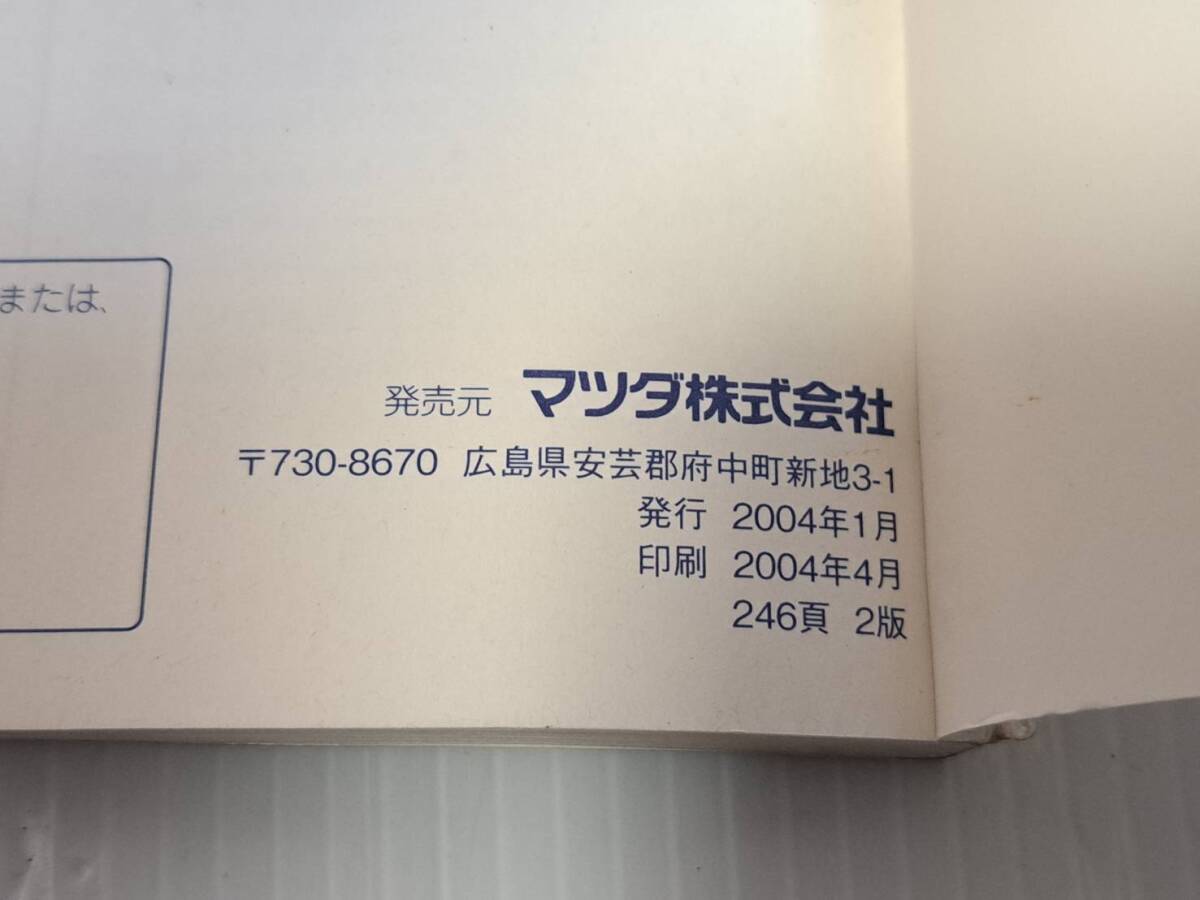 または、
発売元 マツダ株式会社
〒730-8670 広島県安芸郡府中町新地3-1
発行 2004年1月
印刷 2004年4月
246頁 2版